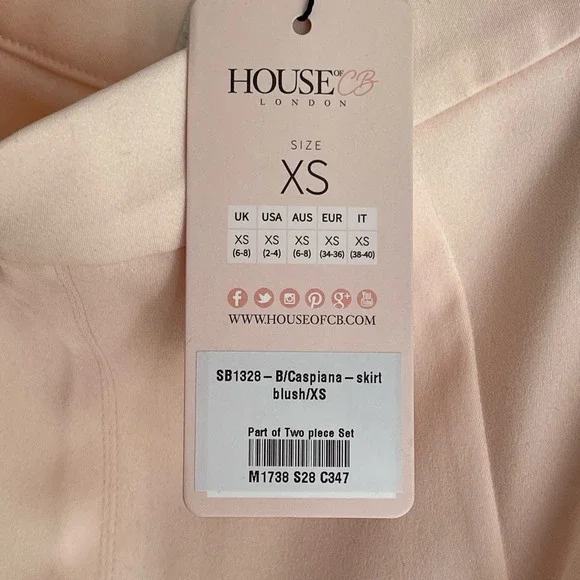 HOUSE OF CB
LONDON
SIZE
XS
UK USA AUS EUR IT
XS XS XS XS XS
(6-8) (2-4) (6-8) (34-36) (38-40)
f g+ You Tube
WWW.HOUSEOFCB.COM
SB1328 – B/Caspiana – skirt
blush/XS
Part of Two piece Set
M1738 S28 C347